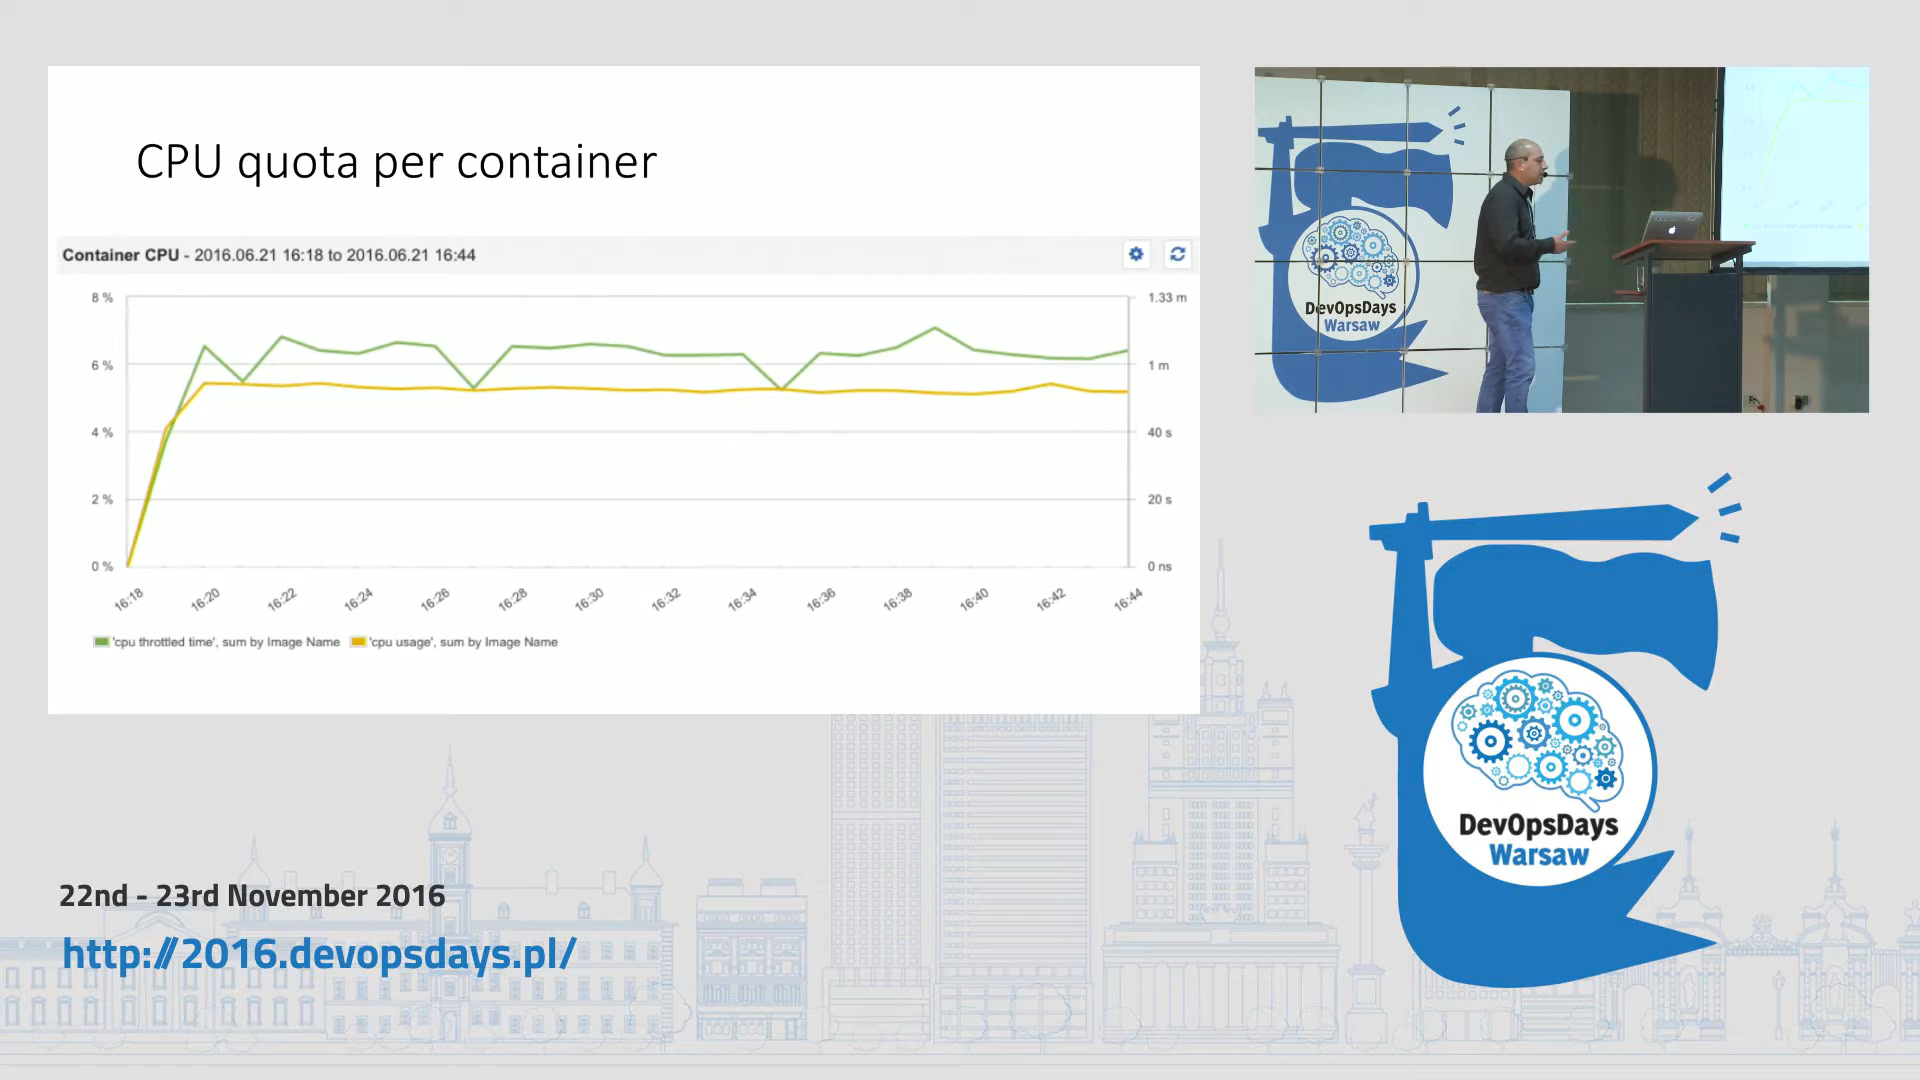 CPU quota per container
Container CPU - 2016.06.21 16:18 to 2016.06.21 16:44
8 %
6 %
4 %
2 %
0 %
1.33 m
1 m
40 s
20 s
0 ns
16:18
16:20
16:22
16:24
16:26
16:28
16:30
16:32
16:34
16:36
16:38
16:40
16:42
16:44
'cpu throttled time', sum by Image Name
'cpu usage', sum by Image Name
DevOpsDays
Warsaw
DevOpsDays
Warsaw
22nd - 23rd November 2016
http://2016.devopsdays.pl/